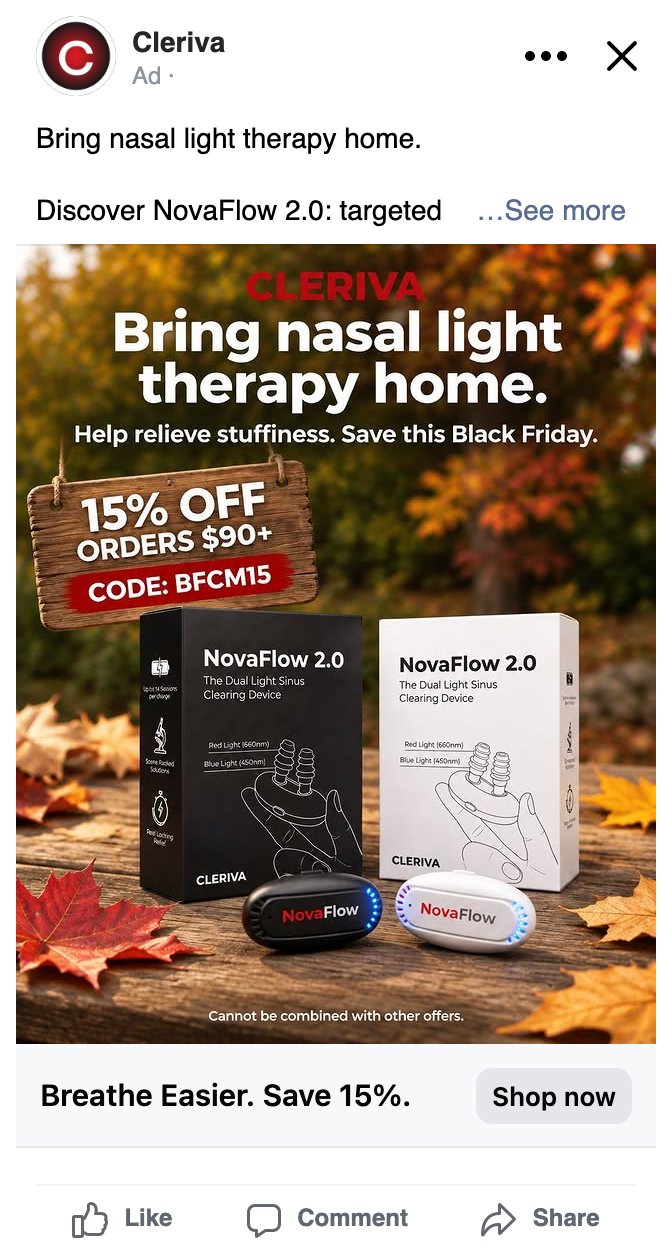 C
Cleriva
Ad ·
Bring nasal light therapy home.
Discover NovaFlow 2.0: targeted ...See more
CLERIVA
Bring nasal light
therapy home.
Help relieve stuffiness. Save this Black Friday.
15% OFF
ORDERS $90+
CODE: BFCM15
NovaFlow 2.0
The Dual Light Sinus
Clearing Device
Red Light (660nm)
Blue Light (450nm)
CLERIVA
Solutions
Relief
NovaFlow 2.0
The Dual Light Sinus
Clearing Device
Red Light (660nm)
Blue Light (450nm)
CLERIVA
NovaFlow
NovaFlow
Cannot be combined with other offers.
Breathe Easier. Save 15%.
Shop now
Like
Comment
Share